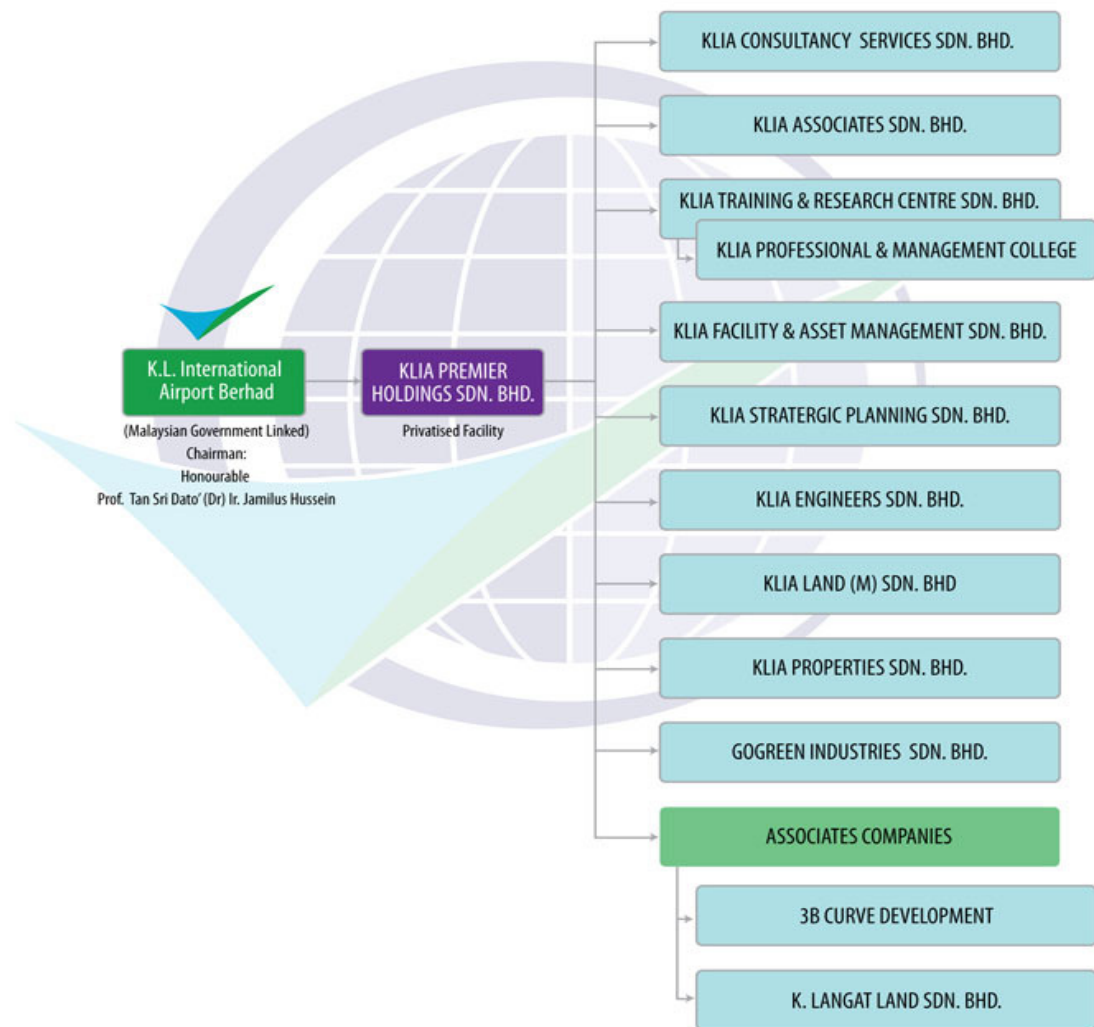 KLIA CONSULTANCY SERVICES SDN. BHD.
KLIA ASSOCIATES SDN. BHD.
KLIA TRAINING & RESEARCH CENTRE SDN. BHD.
KLIA PROFESSIONAL & MANAGEMENT COLLEGE
KLIA FACILITY & ASSET MANAGEMENT SDN. BHD.
K.L. International
Airport Berhad
(Malaysian Government Linked)
Chairman:
Honourable
Prof. Tan Sri Dato' (Dr) Ir. Jamilus Hussein
KLIA PREMIER
HOLDINGS SDN. BHD.
Privatised Facility
KLIA STRATERGIC PLANNING SDN. BHD.
KLIA ENGINEERS SDN. BHD.
KLIA LAND (M) SDN. BHD
KLIA PROPERTIES SDN. BHD.
GOGREEN INDUSTRIES SDN. BHD.
ASSOCIATES COMPANIES
3B CURVE DEVELOPMENT
K. LANGAT LAND SDN. BHD.